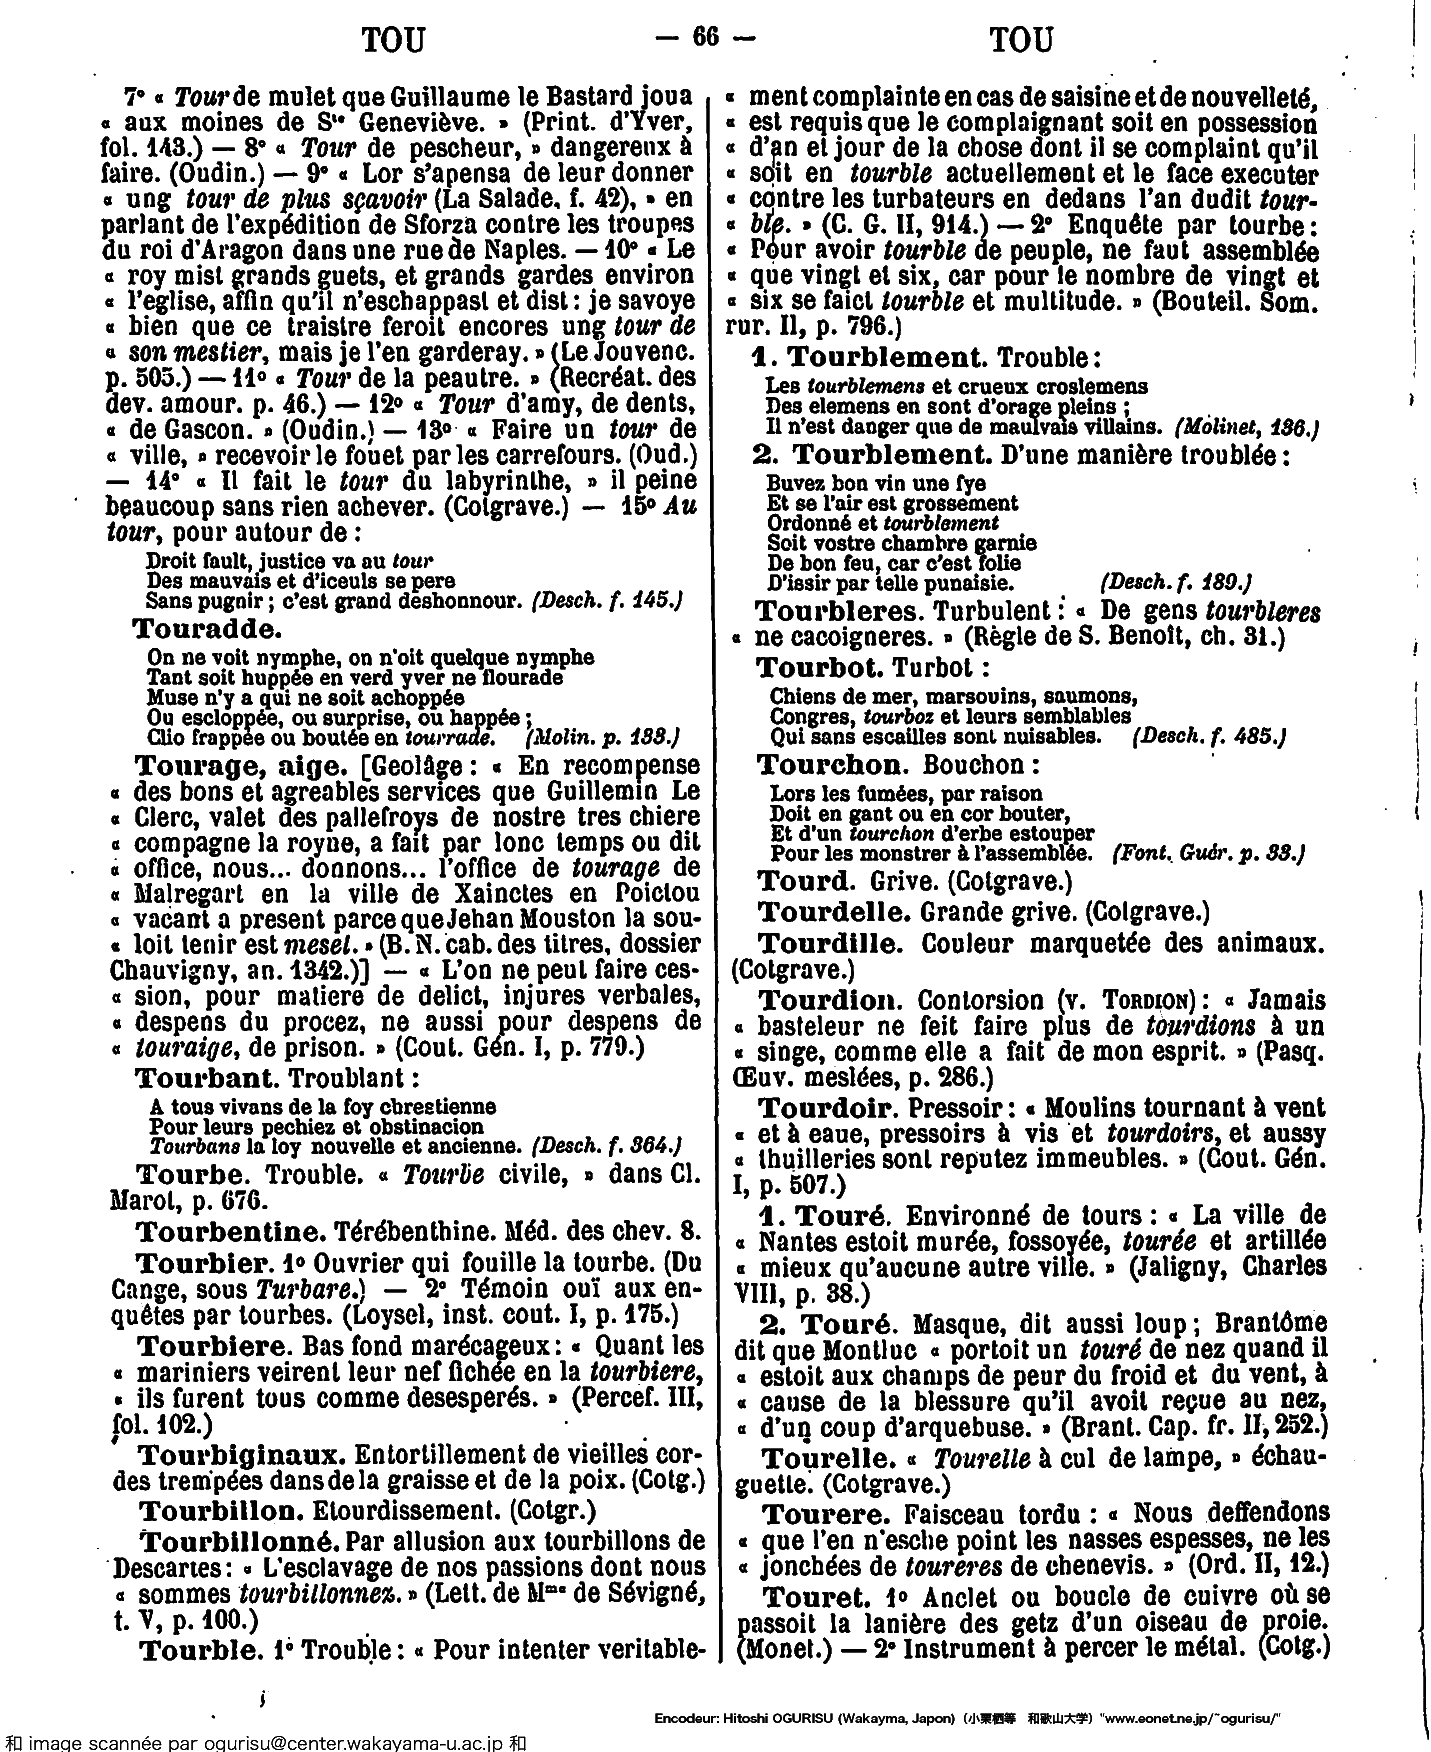 TOU — 66 — TOU
7° « Tour de mulet que Guillaume le Bastard joua
« aux moines de Ste Geneviève. » (Print. d'Yver,
fol. 143.) — 8° « Tour de pescheur, » dangereux à
faire. (Oudin.) — 9° « Lor s'apensa de leur donner
« ung tour de plus sçavoir (La Salade, f. 42), » en
parlant de l'expédition de Sforza contre les troupes
du roi d'Aragon dans une rue de Naples. — 10° « Le
« roy mist grands guets, et grands gardes environ
« l'eglise, affin qu'il n'eschappast et dist : je savoye
« bien que ce traistre feroit encores ung tour de
« son mestier, mais je l'en garderay. » (Le Jouvenc.
p. 505.) — 11° « Tour de la peautre. » (Recréat. des
dev. amour. p. 46.) — 12° « Tour d'amy, de dents,
« de Gascon. » (Oudin.) — 13° « Faire un tour de
« ville, » recevoir le fouet par les carrefours. (Oud.)
— 14° « Il fait le tour du labyrinthe, » il peine
beaucoup sans rien achever. (Cotgrave.) — 15° Au
tour, pour autour de :
Droit fault, justice va au tour
Des mauvais et d'iceuls se pere
Sans pugnir ; c'est grand deshonnour. (Desch. f. 145.)
Touradde.
On ne voit nymphe, on n'oit quelque nymphe
Tant soit huppée en verd yver ne flourade
Muse n'y a qui ne soit achoppée
Ou escloppée, ou surprise, ou happée ;
Clio frappée ou boutée en tourrade. (Molin. p. 133.)
Tourage, aige. [Geolâge : « En recompense
« des bons et agreables services que Guillemin Le
« Clerc, valet des pallefroys de nostre tres chiere
« compagne la royne, a fait par lonc temps ou dit
« office, nous... donnons... l'office de tourage de
« Malregart en la ville de Xainctes en Poictou
« vacant a present parce que Jehan Mouston la sou-
« loit tenir est mesel. » (B. N. cab. des titres, dossier
Chauvigny, an. 1342.)] — « L'on ne peut faire ces-
« sion, pour matiere de delict, injures verbales,
« despens du procez, ne aussi pour despens de
« touraige, de prison. » (Cout. Gén. I, p. 779.)
Tourbant. Troublant :
A tous vivans de la foy chrestienne
Pour leurs pechiez et obstinacion
Tourbans la loy nouvelle et ancienne. (Desch. f. 364.)
Tourbe. Trouble. « Tourbe civile, » dans Cl.
Marot, p. 676.
Tourbentine. Térébenthine. Méd. des chev. 8.
Tourbier. 1° Ouvrier qui fouille la tourbe. (Du
Cange, sous Turbare.) — 2° Témoin ouï aux en-
quêtes par tourbes. (Loysel, inst. cout. I, p. 175.)
Tourbiere. Bas fond marécageux : « Quant les
« mariniers veirent leur nef fichée en la tourbiere,
« ils furent tous comme desesperés. » (Percef. III,
fol. 102.)
Tourbiginaux. Entortillement de vieilles cor-
des trempées dans de la graisse et de la poix. (Cotg.)
Tourbillon. Etourdissement. (Cotgr.)
Tourbillonné. Par allusion aux tourbillons de
Descartes : « L'esclavage de nos passions dont nous
« sommes tourbillonnez. » (Lett. de Mme de Sévigné,
t. V, p. 100.)
Tourble. 1° Trouble : « Pour intenter veritable-
« ment complainte en cas de saisine et de nouvelleté,
« est requis que le complaignant soit en possession
« d'an et jour de la chose dont il se complaint qu'il
« soit en tourble actuellement et le face executer
« contre les turbateurs en dedans l'an dudit tour-
« ble. » (C. G. II, 914.) — 2° Enquête par tourbe :
« Pour avoir tourble de peuple, ne faut assemblée
« que vingt et six, car pour le nombre de vingt et
« six se faict tourble et multitude. » (Bouteil. Som.
rur. II, p. 796.)
1. Tourblement. Trouble :
Les tourblemens et crueux croslemens
Des elemens en sont d'orage pleins ;
Il n'est danger que de mauvais villains. (Molinet, 136.)
2. Tourblement. D'une manière troublée :
Buvez bon vin une fye
Et se l'air est grossement
Ordonné et tourblement
Soit vostre chambre garnie
De bon feu, car c'est folie
D'issir par telle punaisie. (Desch. f. 189.)
Tourbleres. Turbulent : « De gens tourbleres
« ne cacoigneres. » (Règle de S. Benoît, ch. 31.)
Tourbot. Turbot :
Chiens de mer, marsouins, saumons,
Congres, tourboz et leurs semblables
Qui sans escailles sont nuisables. (Desch. f. 485.)
Tourchon. Bouchon :
Lors les fumées, par raison
Doit en gant ou en cor bouter,
Et d'un tourchon d'erbe estouper
Pour les monstrer à l'assemblée. (Font. Guér. p. 33.)
Tourd. Grive. (Cotgrave.)
Tourdelle. Grande grive. (Cotgrave.)
Tourdille. Couleur marquetée des animaux.
(Cotgrave.)
Tourdion. Contorsion (v. TORDION) : « Jamais
« basteleur ne feit faire plus de tourdions à un
« singe, comme elle a fait de mon esprit. » (Pasq.
Œuv. meslées, p. 286.)
Tourdoir. Pressoir : « Moulins tournant à vent
« et à eaue, pressoirs à vis et tourdoirs, et aussy
« thuilleries sont reputez immeubles. » (Cout. Gén.
I, p. 507.)
1. Touré. Environné de tours : « La ville de
« Nantes estoit murée, fossoyée, tourée et artillée
« mieux qu'aucune autre ville. » (Jaligny, Charles
VIII, p. 38.)
2. Touré. Masque, dit aussi loup ; Brantôme
dit que Montluc « portoit un touré de nez quand il
« estoit aux champs de peur du froid et du vent, à
« cause de la blessure qu'il avoit reçue au nez,
« d'un coup d'arquebuse. » (Brant. Cap. fr. II, 252.)
Tourelle. « Tourelle à cul de lampe, » échau-
guette. (Cotgrave.)
Tourere. Faisceau tordu : « Nous deffendons
« que l'en n'esche point les nasses espesses, ne les
« jonchées de toureres de chenevis. » (Ord. II, 12.)
Touret. 1° Anclet ou boucle de cuivre où se
passoit la lanière des getz d'un oiseau de proie.
(Monet.) — 2° Instrument à percer le métal. (Cotg.)
Encodeur: Hitoshi OGURISU (Wakayma, Japon) (小栗栖等 和歌山大学) "www.eonet.ne.jp/~ogurisu/"
和 image scannée par ogurisu@center.wakayama-u.ac.jp 和